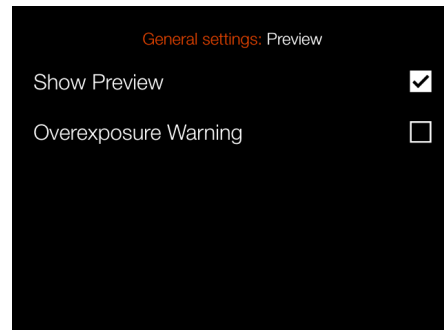 General settings: Preview
Show Preview
Overexposure Warning